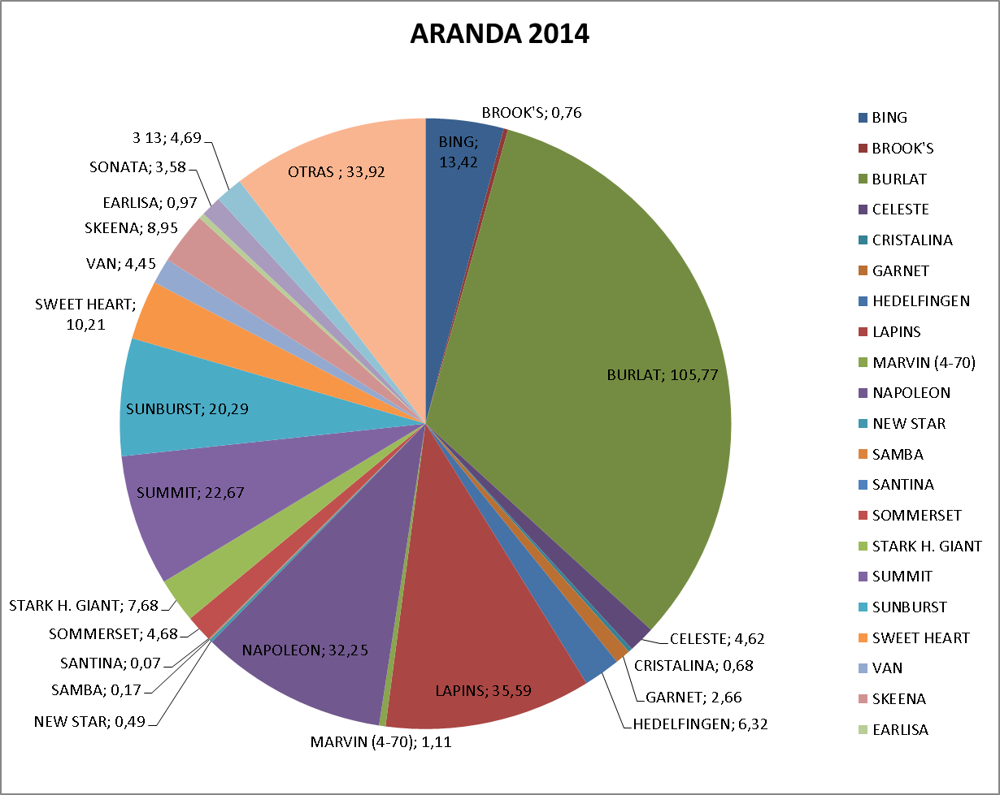 ARANDA 2014
BROOK'S; 0,76
BING;
13,42
3 13; 4,69
SONATA; 3,58
OTRAS ; 33,92
EARLISA; 0,97
SKEENA; 8,95
VAN; 4,45
SWEET HEART;
10,21
BURLAT; 105,77
SUNBURST; 20,29
SUMMIT; 22,67
STARK H. GIANT; 7,68
SOMMERSET; 4,68
SANTINA; 0,07
SAMBA; 0,17
NEW STAR; 0,49
NAPOLEON; 32,25
MARVIN (4-70); 1,11
LAPINS; 35,59
CELESTE; 4,62
CRISTALINA; 0,68
GARNET; 2,66
HEDELFINGEN; 6,32
BING
BROOK'S
BURLAT
CELESTE
CRISTALINA
GARNET
HEDELFINGEN
LAPINS
MARVIN (4-70)
NAPOLEON
NEW STAR
SAMBA
SANTINA
SOMMERSET
STARK H. GIANT
SUMMIT
SUNBURST
SWEET HEART
VAN
SKEENA
EARLISA